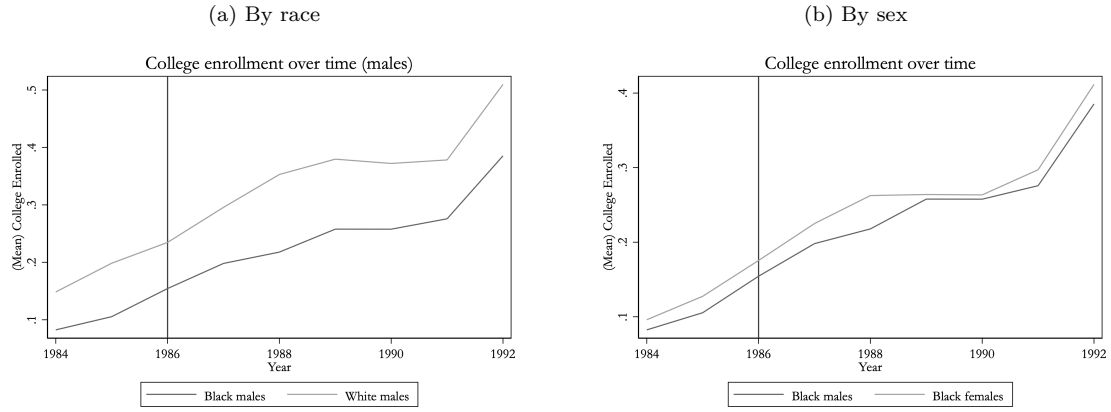 (a) By race
College enrollment over time (males)
(Mean) College Enrolled
.5
.4
.3
.2
.1
1984 1986 1988 1990 1992
Year
Black males White males
(b) By sex
College enrollment over time
(Mean) College Enrolled
.4
.3
.2
.1
1984 1986 1988 1990 1992
Year
Black males Black females